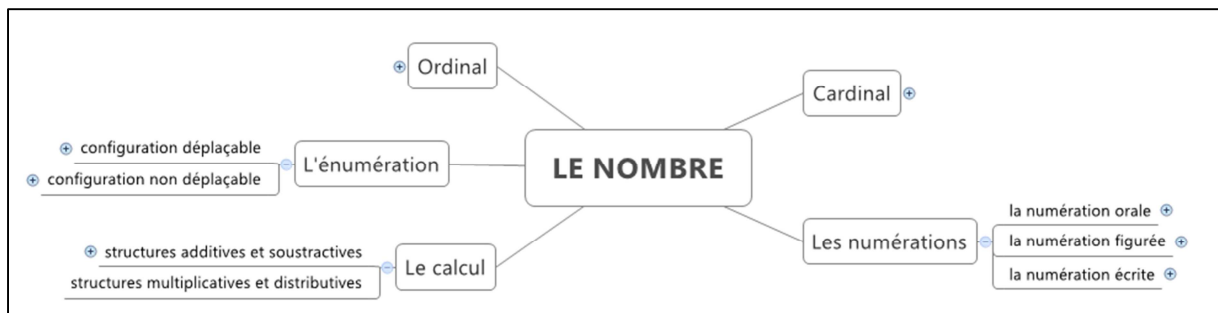 Ordinal
Cardinal
configuration déplaçable
configuration non déplaçable
L'énumération
LE NOMBRE
structures additives et soustractives
structures multiplicatives et distributives
Le calcul
Les numérations
la numération orale
la numération figurée
la numération écrite